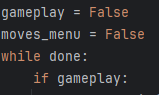 gameplay = False
moves_menu = False
while done:
    if gameplay: